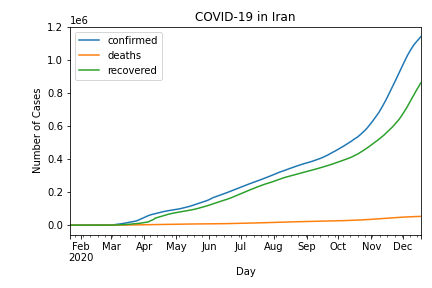 COVID-19 in Iran
1e6
1.2
1.0
0.8
0.6
0.4
0.2
0.0
Number of Cases
confirmed
deaths
recovered
Feb Mar Apr May Jun Jul Aug Sep Oct Nov Dec
2020
Day